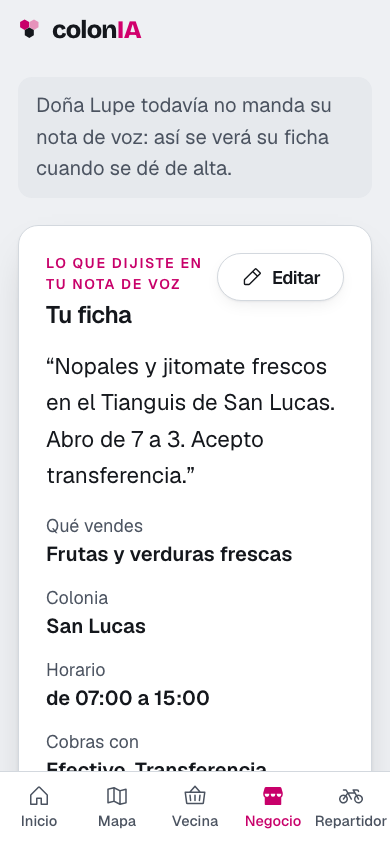 colonIA
Doña Lupe todavía no manda su
nota de voz: así se verá su ficha
cuando se dé de alta.
LO QUE DIJISTE EN
TU NOTA DE VOZ
Editar
Tu ficha
“Nopales y jitomate frescos
en el Tianguis de San Lucas.
Abro de 7 a 3. Acepto
transferencia.”
Qué vendes
Frutas y verduras frescas
Colonia
San Lucas
Horario
de 07:00 a 15:00
Cobras con
Efectivo, Transferencia
Inicio
Mapa
Vecina
Negocio
Repartidor